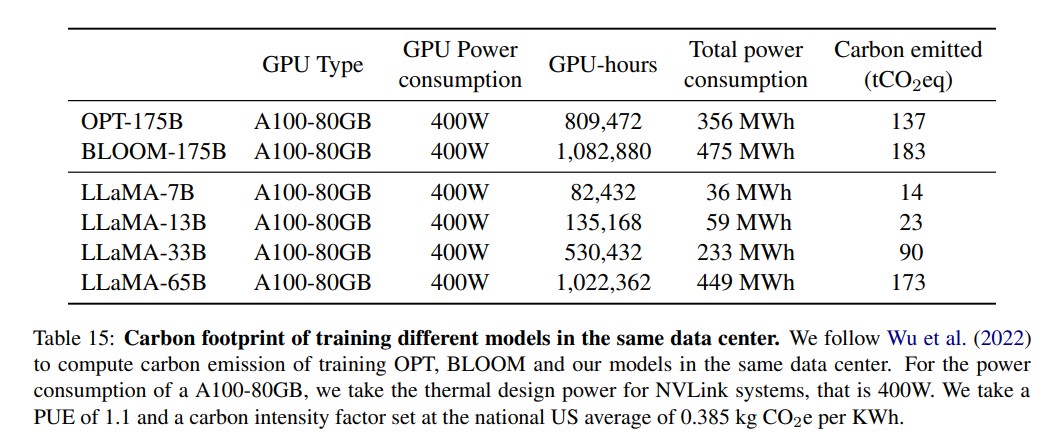 GPU Type GPU Power consumption GPU-hours Total power consumption Carbon emitted (tCO₂eq)
OPT-175B A100-80GB 400W 809,472 356 MWh 137
BLOOM-175B A100-80GB 400W 1,082,880 475 MWh 183
LLaMA-7B A100-80GB 400W 82,432 36 MWh 14
LLaMA-13B A100-80GB 400W 135,168 59 MWh 23
LLaMA-33B A100-80GB 400W 530,432 233 MWh 90
LLaMA-65B A100-80GB 400W 1,022,362 449 MWh 173
Table 15: Carbon footprint of training different models in the same data center. We follow Wu et al. (2022)
to compute carbon emission of training OPT, BLOOM and our models in the same data center. For the power
consumption of a A100-80GB, we take the thermal design power for NVLink systems, that is 400W. We take a
PUE of 1.1 and a carbon intensity factor set at the national US average of 0.385 kg CO₂e per KWh.